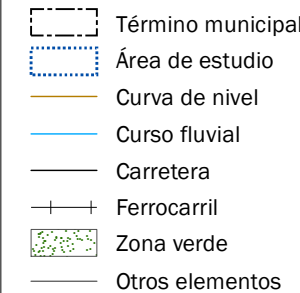 Término municipal
Área de estudio
Curva de nivel
Curso fluvial
Carretera
Ferrocarril
Zona verde
Otros elementos